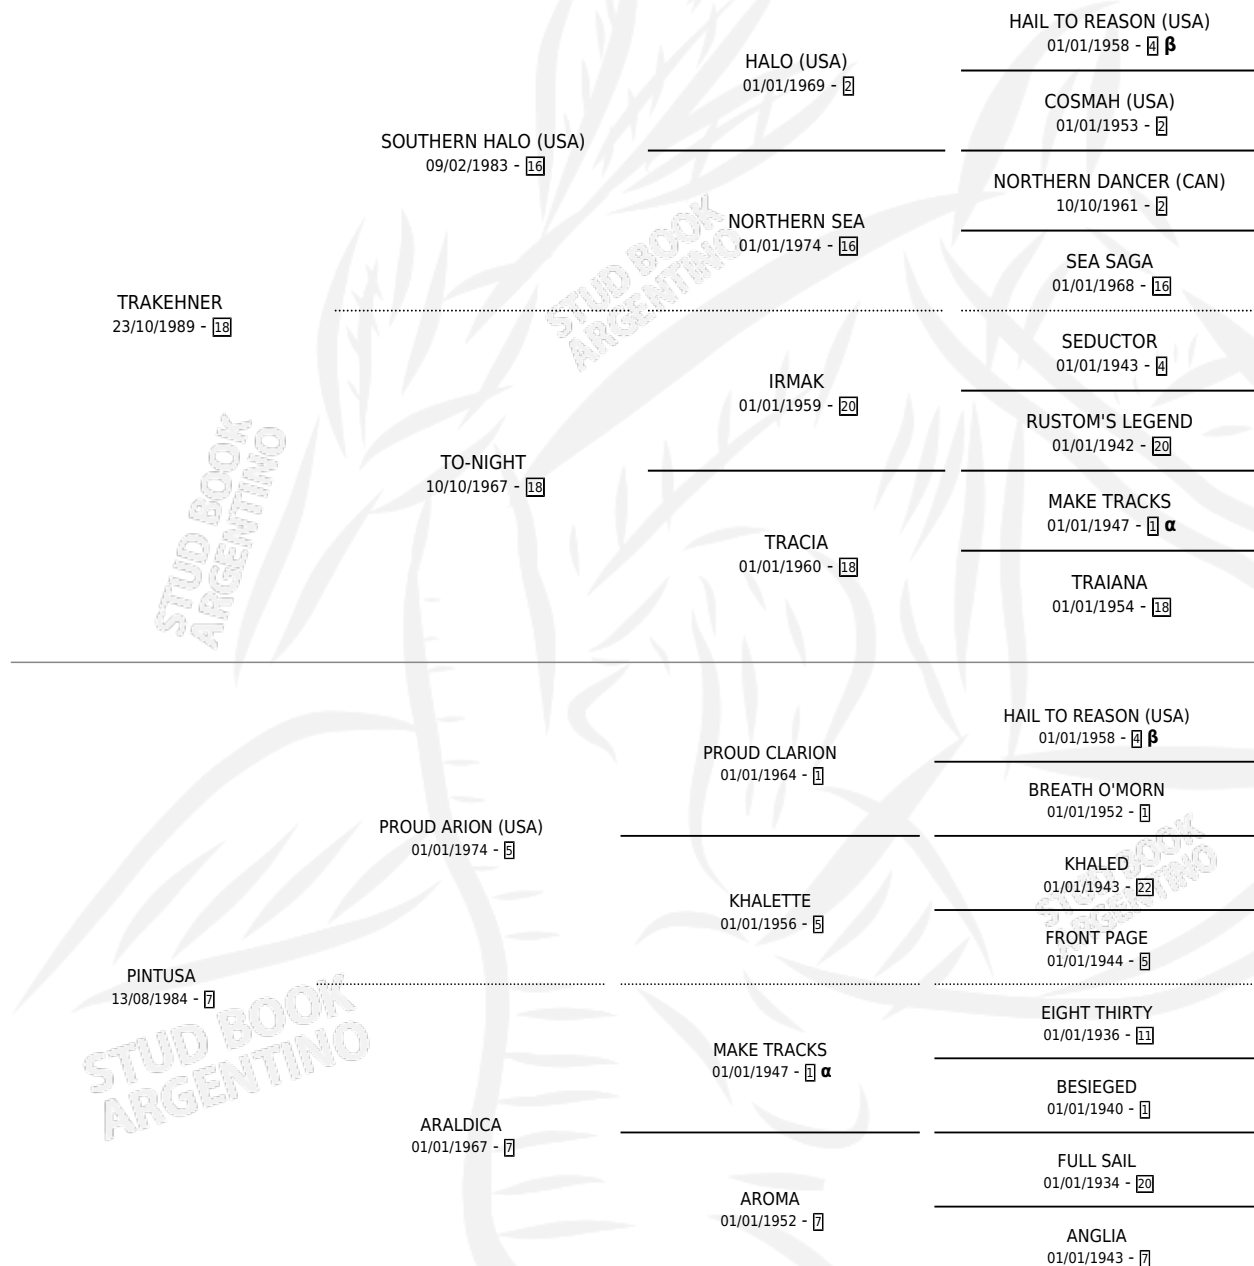 HAIL TO REASON (USA)
01/01/1958 - 4 β
HALO (USA)
01/01/1969 - 2
COSMAH (USA)
01/01/1953 - 2
SOUTHERN HALO (USA)
09/02/1983 - 16
NORTHERN DANCER (CAN)
10/10/1961 - 2
NORTHERN SEA
01/01/1974 - 16
SEA SAGA
01/01/1968 - 16
STUD BOOK
ARGENTINO
TRAKEHNER
23/10/1989 - 18
SEDUCTOR
01/01/1943 - 4
IRMAK
01/01/1959 - 20
RUSTOM'S LEGEND
01/01/1942 - 20
TO-NIGHT
10/10/1967 - 18
MAKE TRACKS
01/01/1947 - 1 α
TRACIA
01/01/1960 - 18
TRAIANA
01/01/1954 - 18
STUD BOOK
ARGENTINO
HAIL TO REASON (USA)
01/01/1958 - 4 β
PROUD CLARION
01/01/1964 - 1
BREATH O'MORN
01/01/1952 - 1
PROUD ARION (USA)
01/01/1974 - 5
KHALED
01/01/1943 - 22
KHALETTE
01/01/1956 - 5
FRONT PAGE
01/01/1944 - 5
STUD BOOK
ARGENTINO
PINTUSA
13/08/1984 - 7
EIGHT THIRTY
01/01/1936 - 11
MAKE TRACKS
01/01/1947 - 1 α
BESIEGED
01/01/1940 - 1
STUD BOOK
ARGENTINO
ARALDICA
01/01/1967 - 7
FULL SAIL
01/01/1934 - 20
AROMA
01/01/1952 - 7
ANGLIA
01/01/1943 - 7